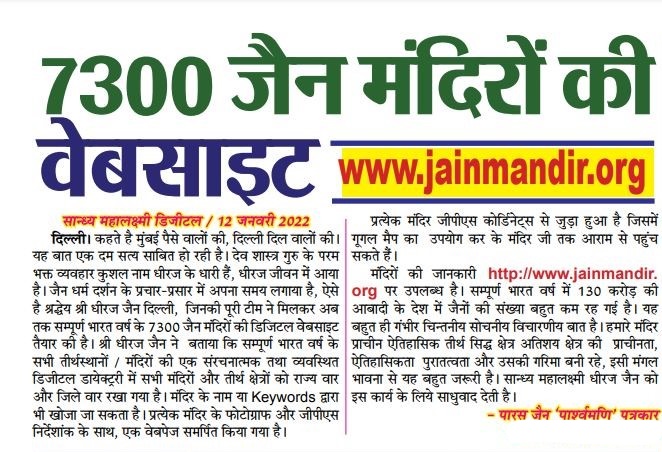 7300 जैन मंदिरों की
वेबसाइट www.jainmandir.org
सान्ध्य महालक्ष्मी डिजीटल / 12 जनवरी 2022
दिल्ली। कहते है मुंबई पैसे वालों की, दिल्ली दिल वालों की।
यह बात एक दम सत्य साबित हो रही है। देव शास्त्र गुरु के परम
भक्त व्यवहार कुशल नाम धीरज के धारी हैं, धीरज जीवन में आया
है। जैन धर्म दर्शन के प्रचार-प्रसार में अपना समय लगाया है, ऐसे
है श्रद्धेय श्री धीरज जैन दिल्ली, जिनकी पूरी टीम ने मिलकर अब
तक सम्पूर्ण भारत वर्ष के 7300 जैन मंदिरों की डिजिटल वेबसाइट
तैयार की है। श्री धीरज जैन ने बताया कि सम्पूर्ण भारत वर्ष के
सभी तीर्थस्थानों / मंदिरों की एक संरचनात्मक तथा व्यवस्थित
डिजीटल डायेक्ट्री में सभी मंदिरों और तीर्थ क्षेत्रों को राज्य वार
और जिले वार रखा गया है। मंदिर के नाम या Keywords द्वारा
भी खोजा जा सकता है। प्रत्येक मंदिर के फोटोग्राफ और जीपीएस
निर्देशांक के साथ, एक वेबपेज समर्पित किया गया है।
प्रत्येक मंदिर जीपीएस कोर्डिनेट्स से जुड़ा हुआ है जिसमें
गूगल मैप का उपयोग कर के मंदिर जी तक आराम से पहुंच
सकते हैं।
मंदिरों की जानकारी http://www.jainmandir.
org पर उपलब्ध है। सम्पूर्ण भारत वर्ष में 130 करोड़ की
आबादी के देश में जैनों की संख्या बहुत कम रह गई है। यह
बहुत ही गंभीर चिन्तनीय सोचनीय विचारणीय बात है। हमारे मंदिर
प्राचीन ऐतिहासिक तीर्थ सिद्ध क्षेत्र अतिशय क्षेत्र की प्राचीनता,
ऐतिहासिकता पुरातत्वता और उसकी गरिमा बनी रहे, इसी मंगल
भावना से यह बहुत जरूरी है। सान्ध्य महालक्ष्मी धीरज जैन को
इस कार्य के लिये साधुवाद देती है।
– पारस जैन 'पार्श्वमणि' पत्रकार